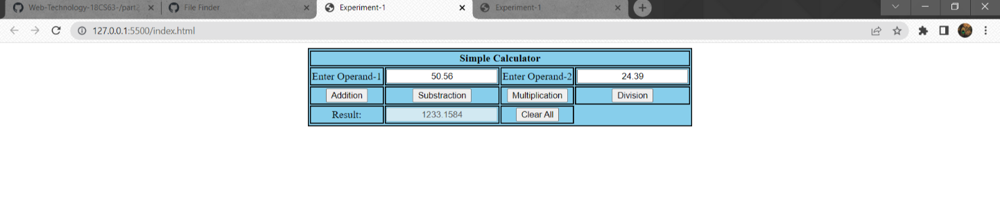 Web-Technology-18CS63-/part
File Finder
Experiment-1
Experiment-1
127.0.0.1:5500/index.html
Simple Calculator
Enter Operand-1 50.56 Enter Operand-2 24.39
Addition Substraction Multiplication Division
Result: 1233.1584 Clear All